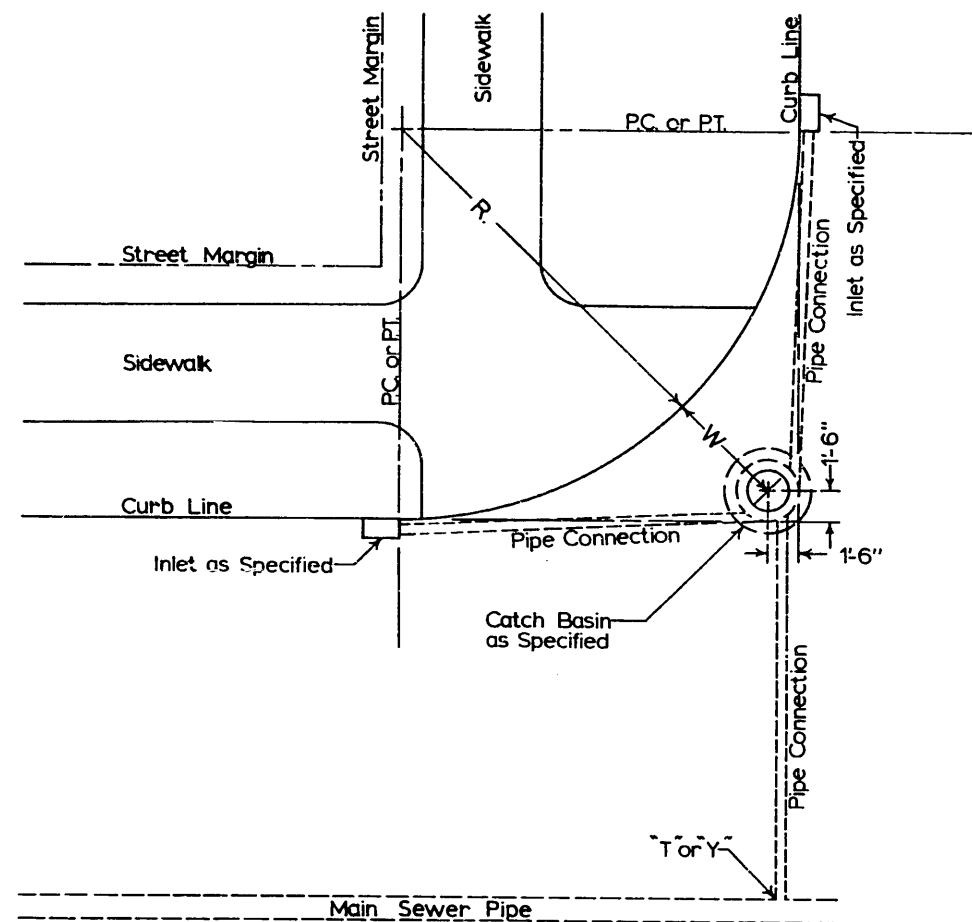 Street Margin
Sidewalk
Curb Line
P.C. or P.T.
Inlet as Specified
R.
Street Margin
Pipe Connection
Sidewalk
P.C. or P.T.
W
1'-6"
Curb Line
Pipe Connection
Inlet as Specified
1'-6"
Catch Basin
as Specified
Pipe Connection
"T" or "Y"
Main Sewer Pipe